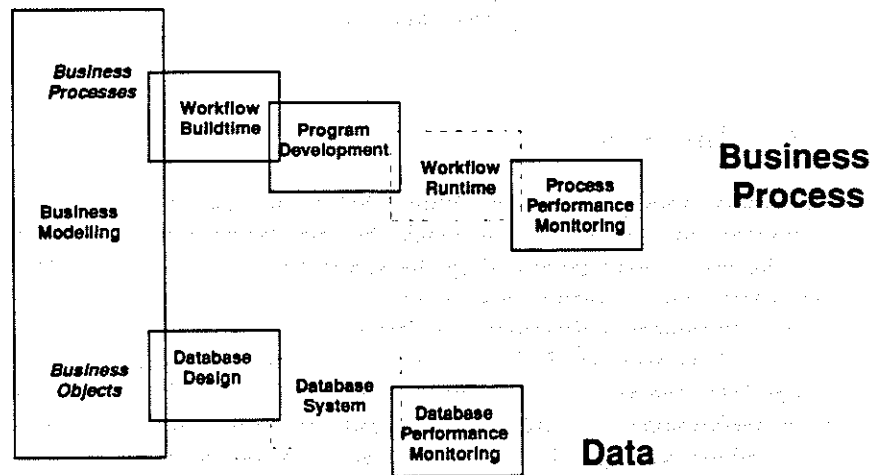 Business
Processes
Workflow
Buildtime
Program
Development
Workflow
Runtime
Process
Performance
Monitoring
Business
Process
Business
Modelling
Business
Objects
Database
Design
Database
System
Database
Performance
Monitoring
Data